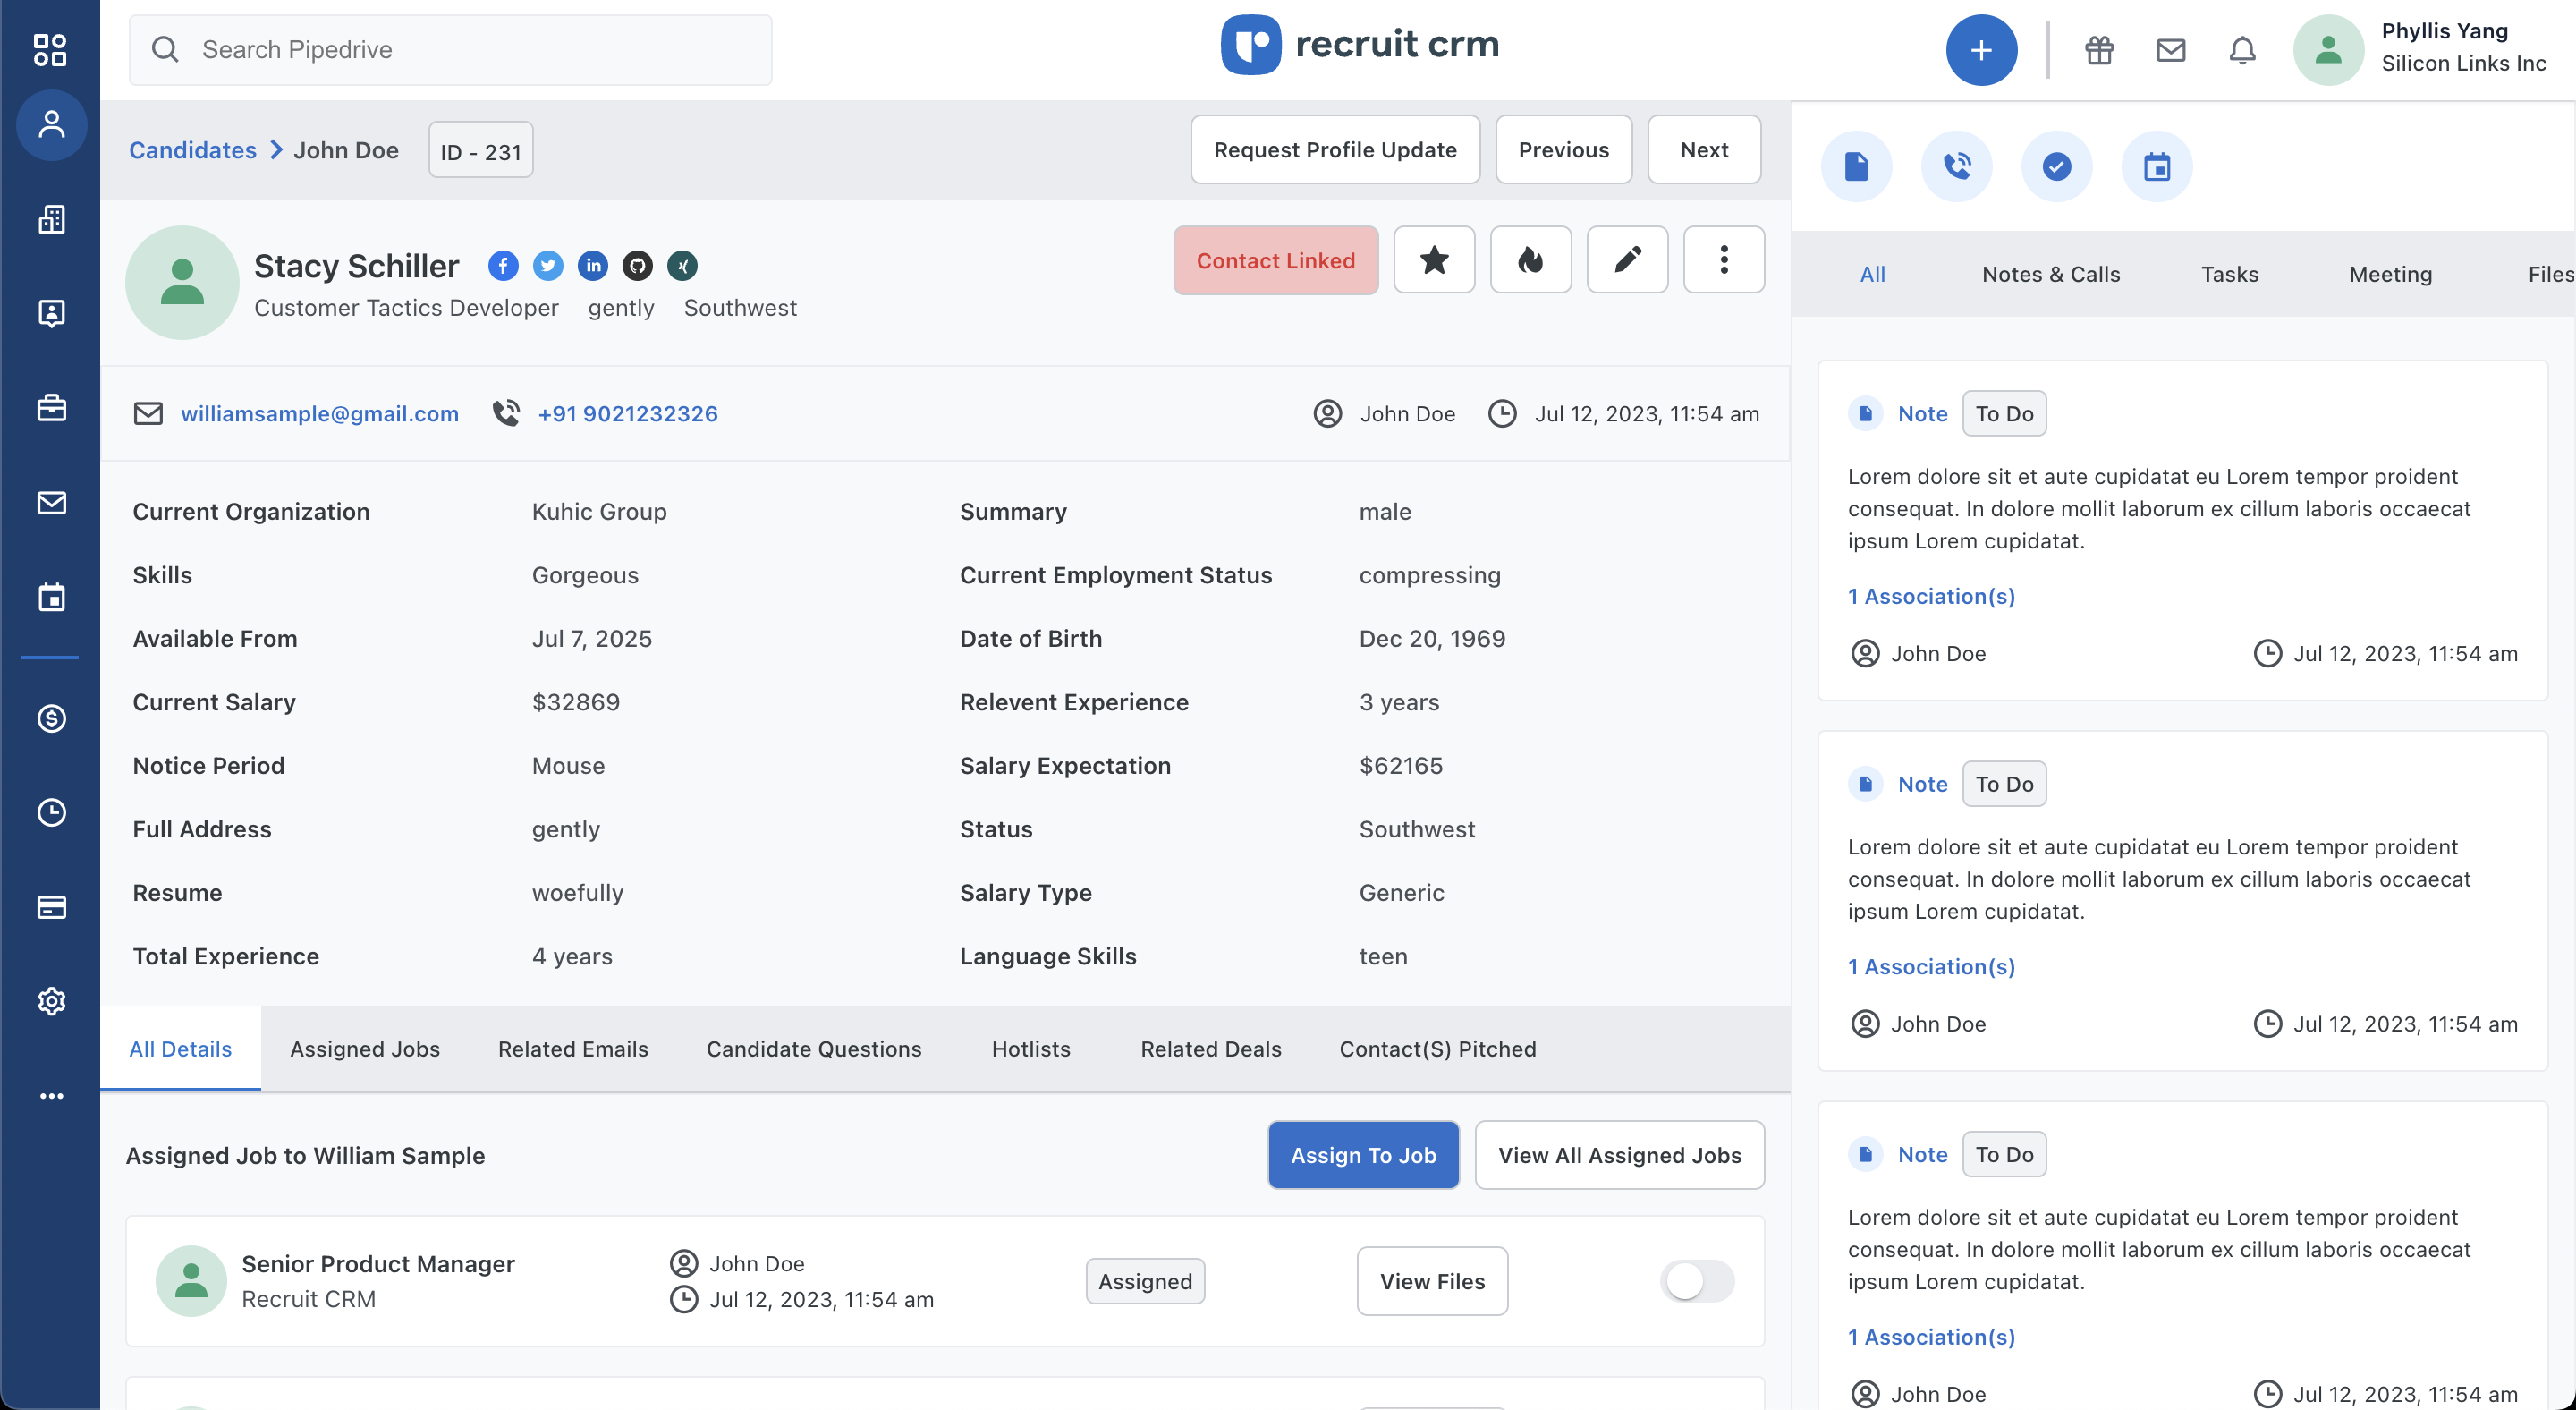 Search Pipedrive
recruit crm
Phyllis Yang
Silicon Links Inc
Candidates
John Doe
ID - 231
Request Profile Update
Previous
Next
Stacy Schiller
Customer Tactics Developer gently Southwest
Contact Linked
williamsample@gmail.com
+91 9021232326
John Doe
Jul 12, 2023, 11:54 am
Current Organization Kuhic Group
Summary male
Skills Gorgeous
Current Employment Status compressing
Available From Jul 7, 2025
Date of Birth Dec 20, 1969
Current Salary $32869
Relevent Experience 3 years
Notice Period Mouse
Salary Expectation $62165
Full Address gently
Status Southwest
Resume woefully
Salary Type Generic
Total Experience 4 years
Language Skills teen
All Details
Assigned Jobs
Related Emails
Candidate Questions
Hotlists
Related Deals
Contact(S) Pitched
Assigned Job to William Sample
Assign To Job
View All Assigned Jobs
Senior Product Manager
Recruit CRM
John Doe
Jul 12, 2023, 11:54 am
Assigned
View Files
All
Notes & Calls
Tasks
Meeting
Files
Note
To Do
Lorem dolore sit et aute cupidatat eu Lorem tempor proident
consequat. In dolore mollit laborum ex cillum laboris occaecat
ipsum Lorem cupidatat.
1 Association(s)
John Doe
Jul 12, 2023, 11:54 am
Note
To Do
Lorem dolore sit et aute cupidatat eu Lorem tempor proident
consequat. In dolore mollit laborum ex cillum laboris occaecat
ipsum Lorem cupidatat.
1 Association(s)
John Doe
Jul 12, 2023, 11:54 am
Note
To Do
Lorem dolore sit et aute cupidatat eu Lorem tempor proident
consequat. In dolore mollit laborum ex cillum laboris occaecat
ipsum Lorem cupidatat.
1 Association(s)
John Doe
Jul 12, 2023, 11:54 am